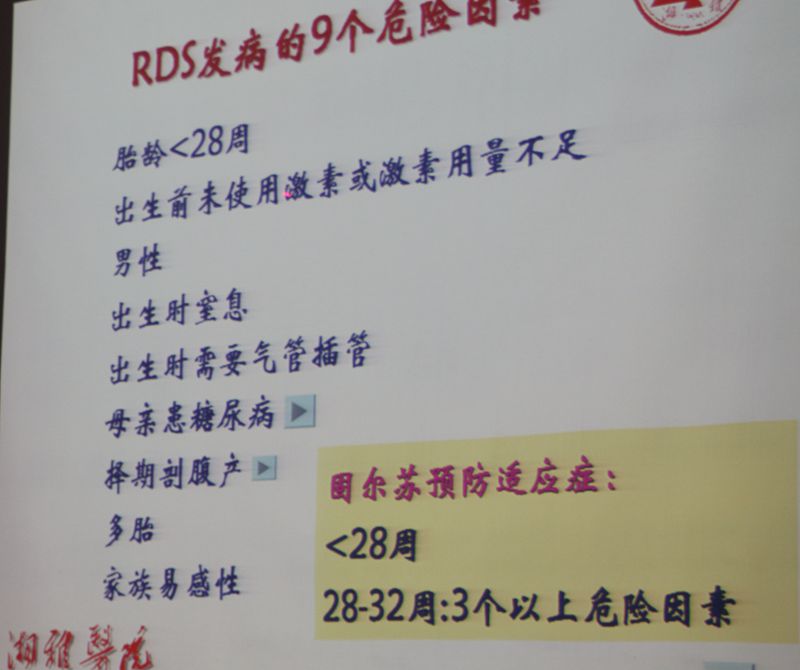 RDS发病的9个危险因素
胎龄<28周
出生前未使用激素或激素用量不足
男性
出生时窒息
出生时需要气管插管
母亲患糖尿病
择期剖腹产
多胎
家族易感性
固尔苏预防适应症：
<28周
28-32周:3个以上危险因素
湘雅醫院